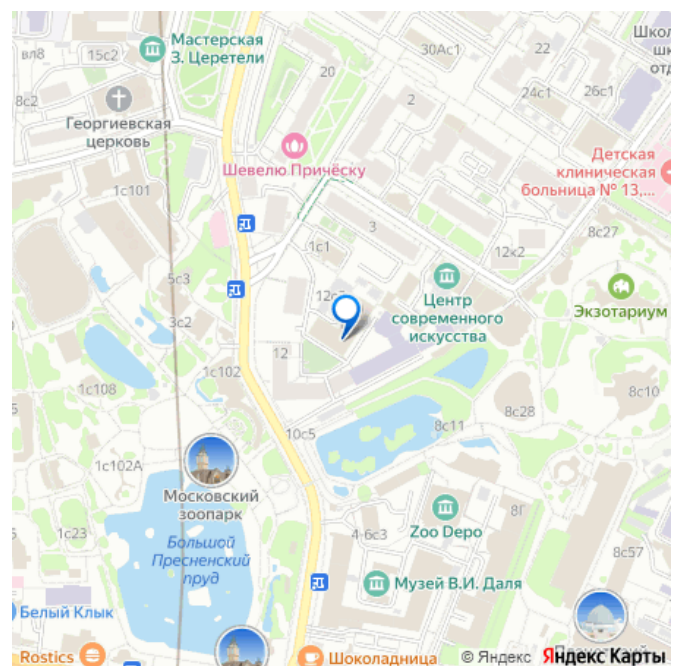 вл8
15с2
Мастерская
З. Церетели
30Ас1
22
Шко
шк
отд
20
8с2
24с1
26с1
2
Георгиевская
церковь
Шевелю Причёску
Детская
клиническая
больница № 13,...
1с101
3
8с27
1с1
12к2
5с3
Центр
современного
искусства
Экзотариум
3с2
12
1с102
1с108
8с10
8с28
8с11
10с5
1с102А
Московский
зоопарк
8Г
1с23
4-6с3
Zoo Depo
Большой
Пресненский
пруд
8с57
Музей В.И. Даля
Белый Клык
Rostics
Шоколадница
© Яндекс
Яндекс Карты